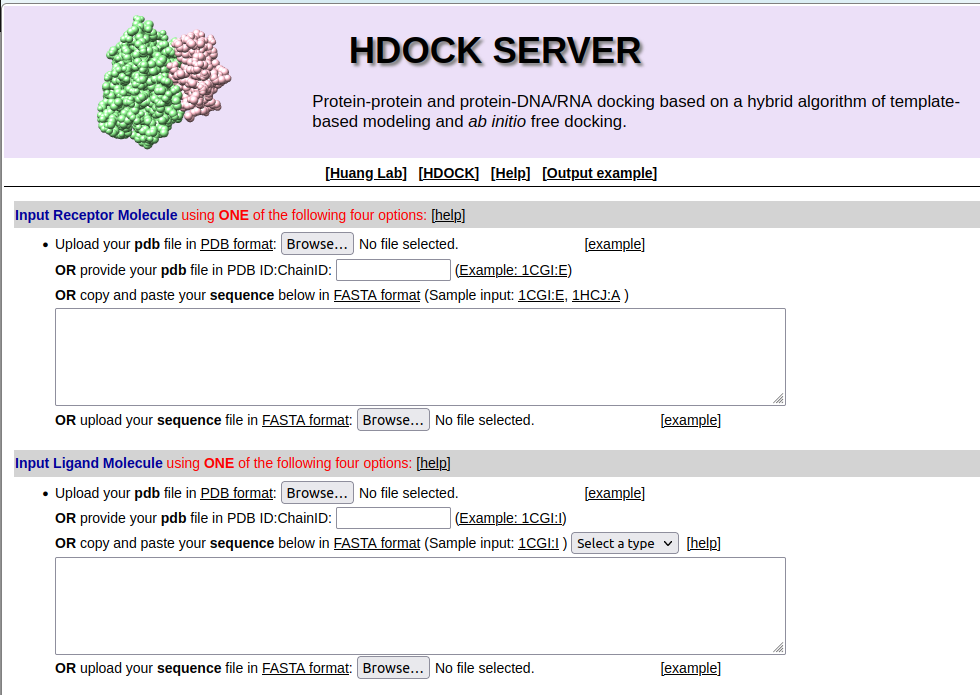 HDOCK SERVER
Protein-protein and protein-DNA/RNA docking based on a hybrid algorithm of template-
based modeling and ab initio free docking.
[Huang Lab] [HDOCK] [Help] [Output example]
Input Receptor Molecule using ONE of the following four options: [help]
• Upload your pdb file in PDB format: Browse... No file selected. [example]
OR provide your pdb file in PDB ID:ChainID: (Example: 1CGI:E)
OR copy and paste your sequence below in FASTA format (Sample input: 1CGI:E, 1HCJ:A )
OR upload your sequence file in FASTA format: Browse... No file selected. [example]
Input Ligand Molecule using ONE of the following four options: [help]
• Upload your pdb file in PDB format: Browse... No file selected. [example]
OR provide your pdb file in PDB ID:ChainID: (Example: 1CGI:I)
OR copy and paste your sequence below in FASTA format (Sample input: 1CGI:I ) Select a type [help]
OR upload your sequence file in FASTA format: Browse... No file selected. [example]